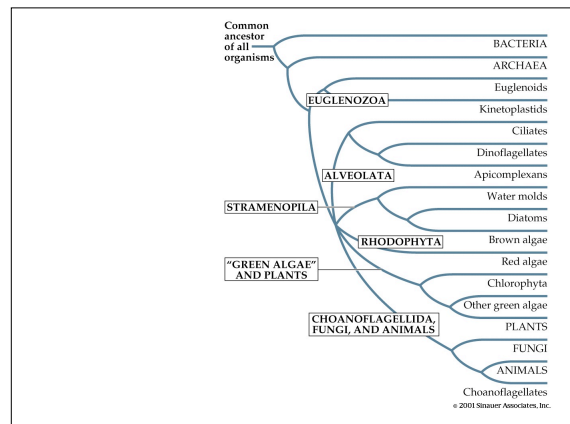 Common
ancestor
of all
organisms
BACTERIA
ARCHAEA
Euglenoids
EUGLENOZOA
Kinetoplastids
Ciliates
Dinoflagellates
ALVEOLATA
Apicomplexans
Water molds
STRAMENOPILA
Diatoms
RHODOPHYTA
Brown algae
Red algae
"GREEN ALGAE"
AND PLANTS
Chlorophyta
Other green algae
CHOANOFLAGELLIDA,
FUNGI, AND ANIMALS
PLANTS
FUNGI
ANIMALS
Choanoflagellates
© 2001 Sinauer Associates, Inc.